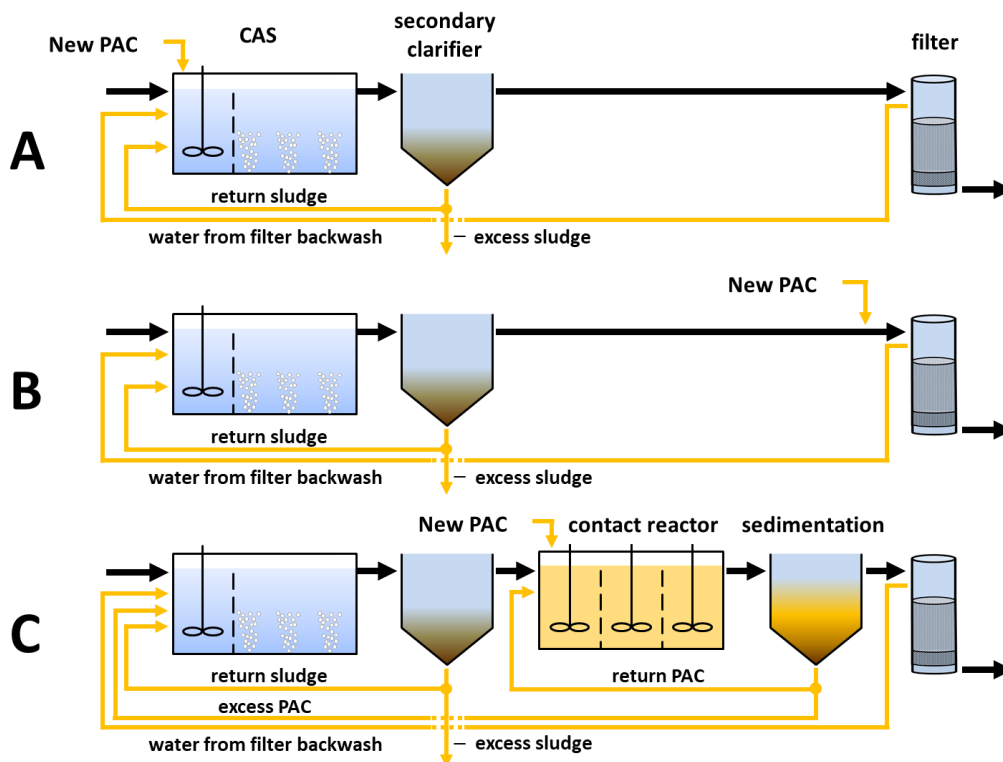 New PAC
CAS
secondary
clarifier
filter
A
return sludge
water from filter backwash
– excess sludge
New PAC
B
return sludge
water from filter backwash
– excess sludge
New PAC
contact reactor
sedimentation
C
return sludge
return PAC
excess PAC
water from filter backwash
– excess sludge